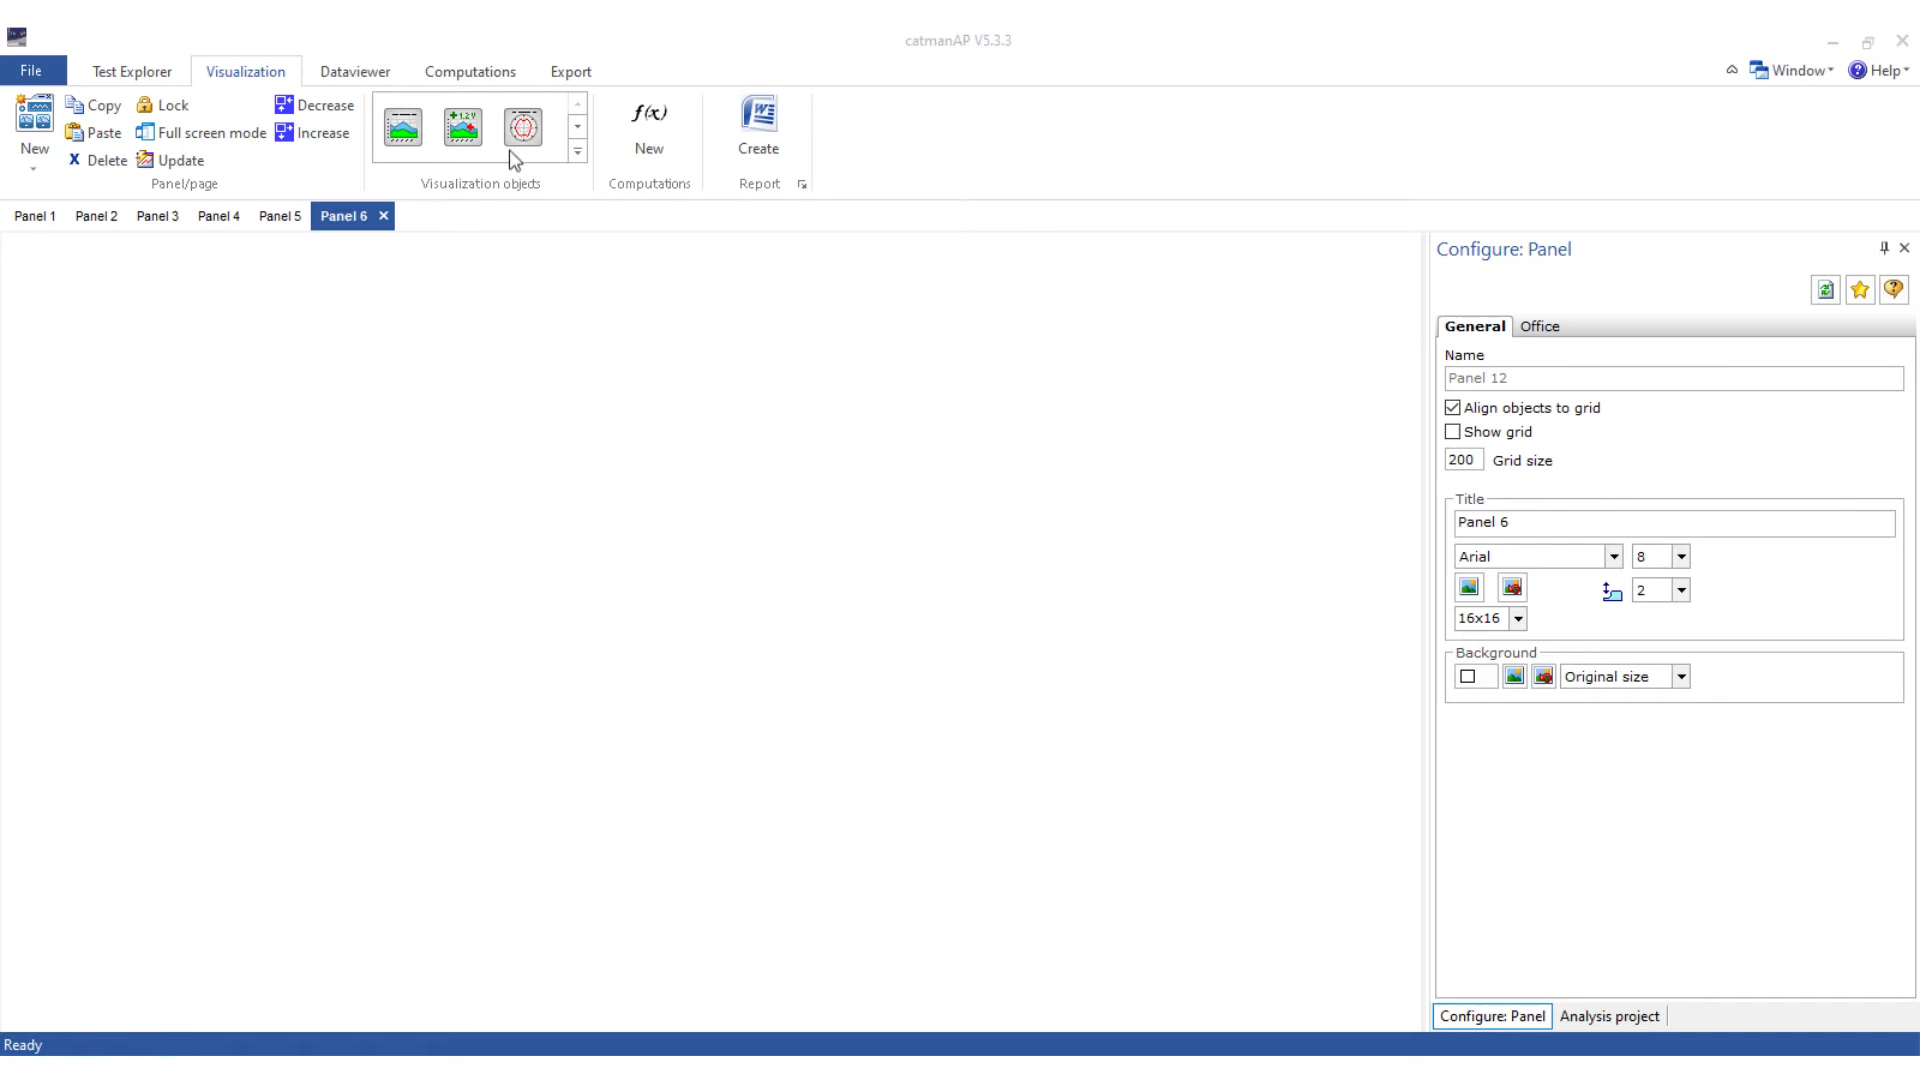 catmanAP V5.3.3
File Test Explorer Visualization Dataviewer Computations Export Window Help
New
Copy Lock Decrease
Paste Full screen mode Increase
Delete Update
Panel/page
+1.2 V
Visualization objects
f(x)
New
Computations
Create
Report
Panel 1 Panel 2 Panel 3 Panel 4 Panel 5 Panel 6
Configure: Panel
General Office
Name
Panel 12
Align objects to grid
Show grid
200 Grid size
Title
Panel 6
Arial 8
2
16x16
Background
Original size
Configure: Panel Analysis project
Ready